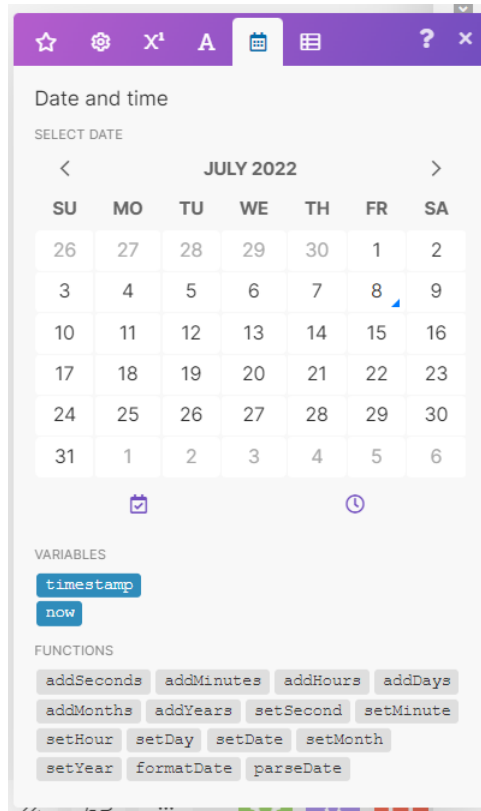 X¹ A ? ×
Date and time
SELECT DATE
< JULY 2022 >
SU MO TU WE TH FR SA
26 27 28 29 30 1 2
3 4 5 6 7 8 9
10 11 12 13 14 15 16
17 18 19 20 21 22 23
24 25 26 27 28 29 30
31 1 2 3 4 5 6
VARIABLES
timestamp
now
FUNCTIONS
addSeconds addMinutes addHours addDays
addMonths addYears setSecond setMinute
setHour setDay setDate setMonth
setYear formatDate parseDate